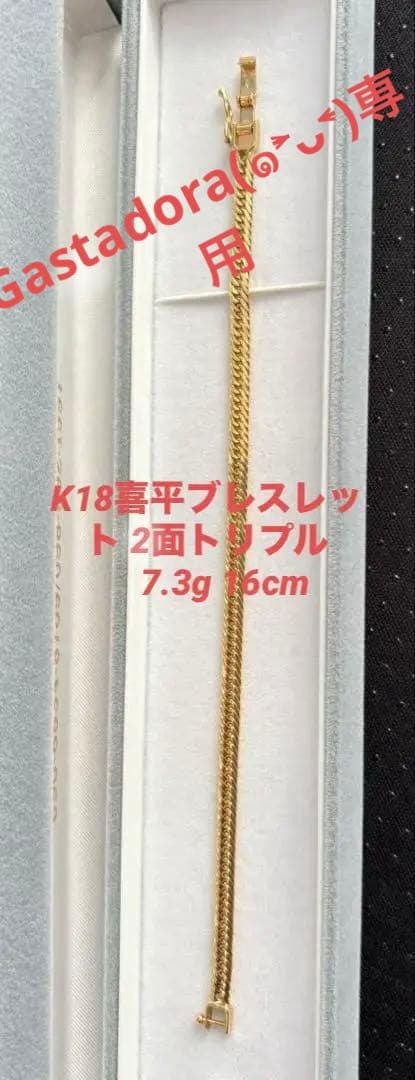 Gastadora(๑˃̵ᴗ˂̵)専
用
K18喜平ブレスレッ
ト 2面トリプル
7.3g 16cm